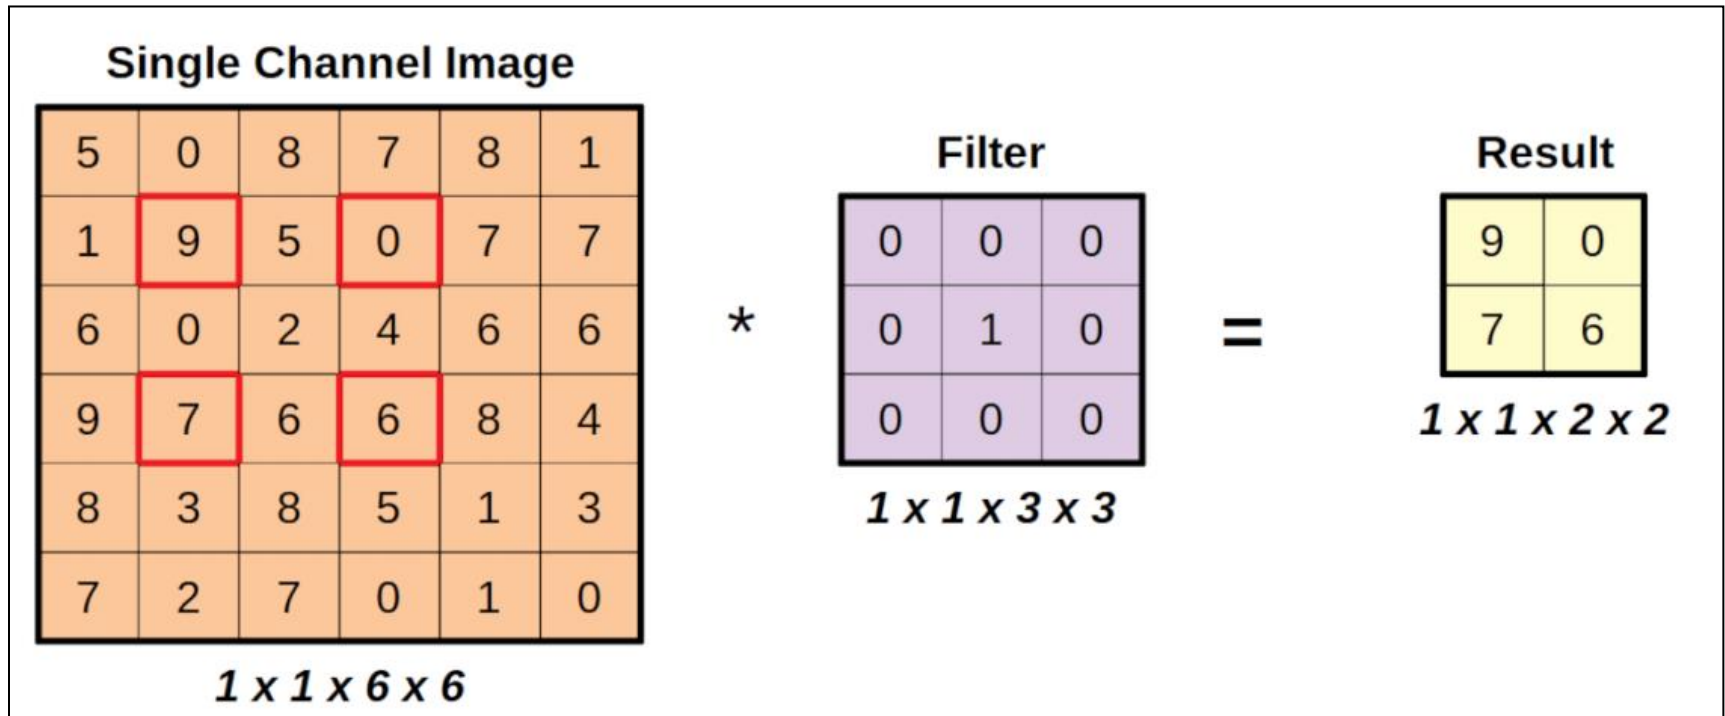 Single Channel Image
5 0 8 7 8 1
1 9 5 0 7 7
6 0 2 4 6 6
9 7 6 6 8 4
8 3 8 5 1 3
7 2 7 0 1 0
1 x 1 x 6 x 6
*
Filter
0 0 0
0 1 0
0 0 0
1 x 1 x 3 x 3
=
Result
9 0
7 6
1 x 1 x 2 x 2